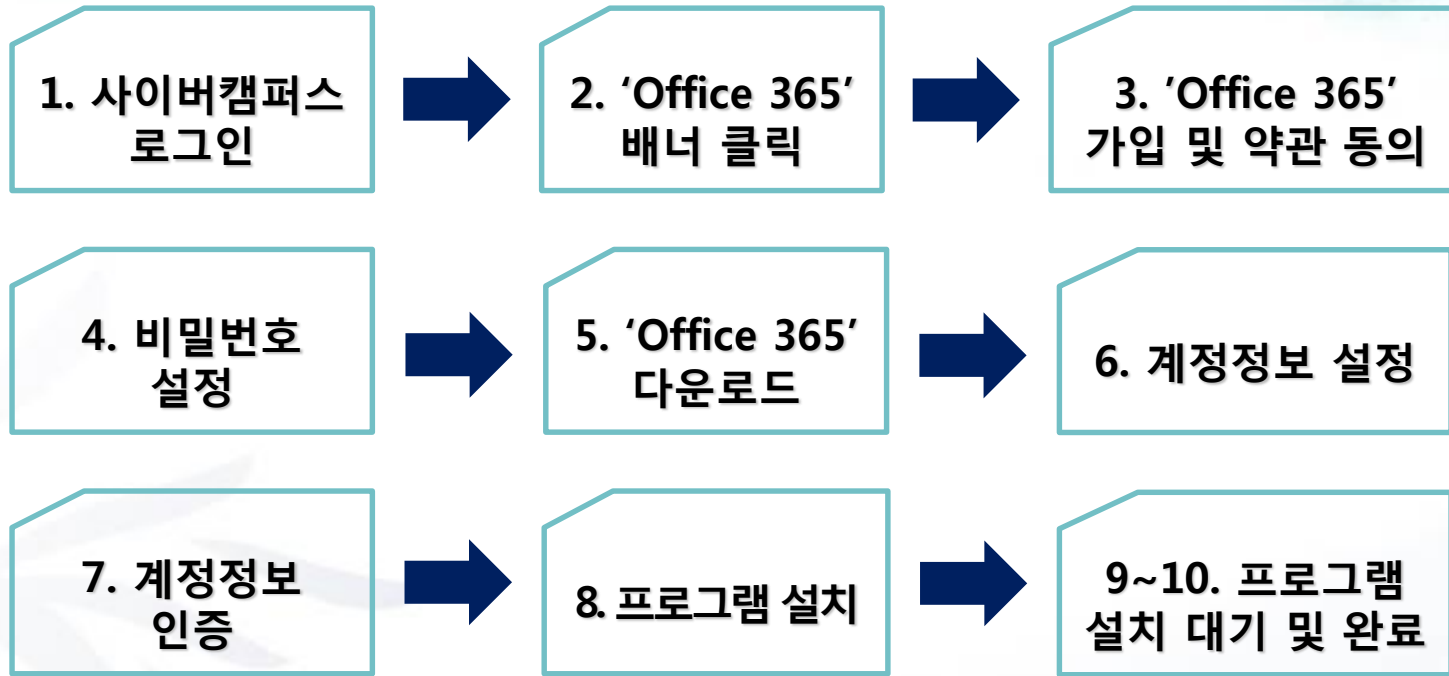 1. 사이버캠퍼스
로그인
2. ‘Office 365’
배너 클릭
3. ’Office 365’
가입 및 약관 동의
4. 비밀번호
설정
5. ‘Office 365’
다운로드
6. 계정정보 설정
7. 계정정보
인증
8. 프로그램 설치
9~10. 프로그램
설치 대기 및 완료